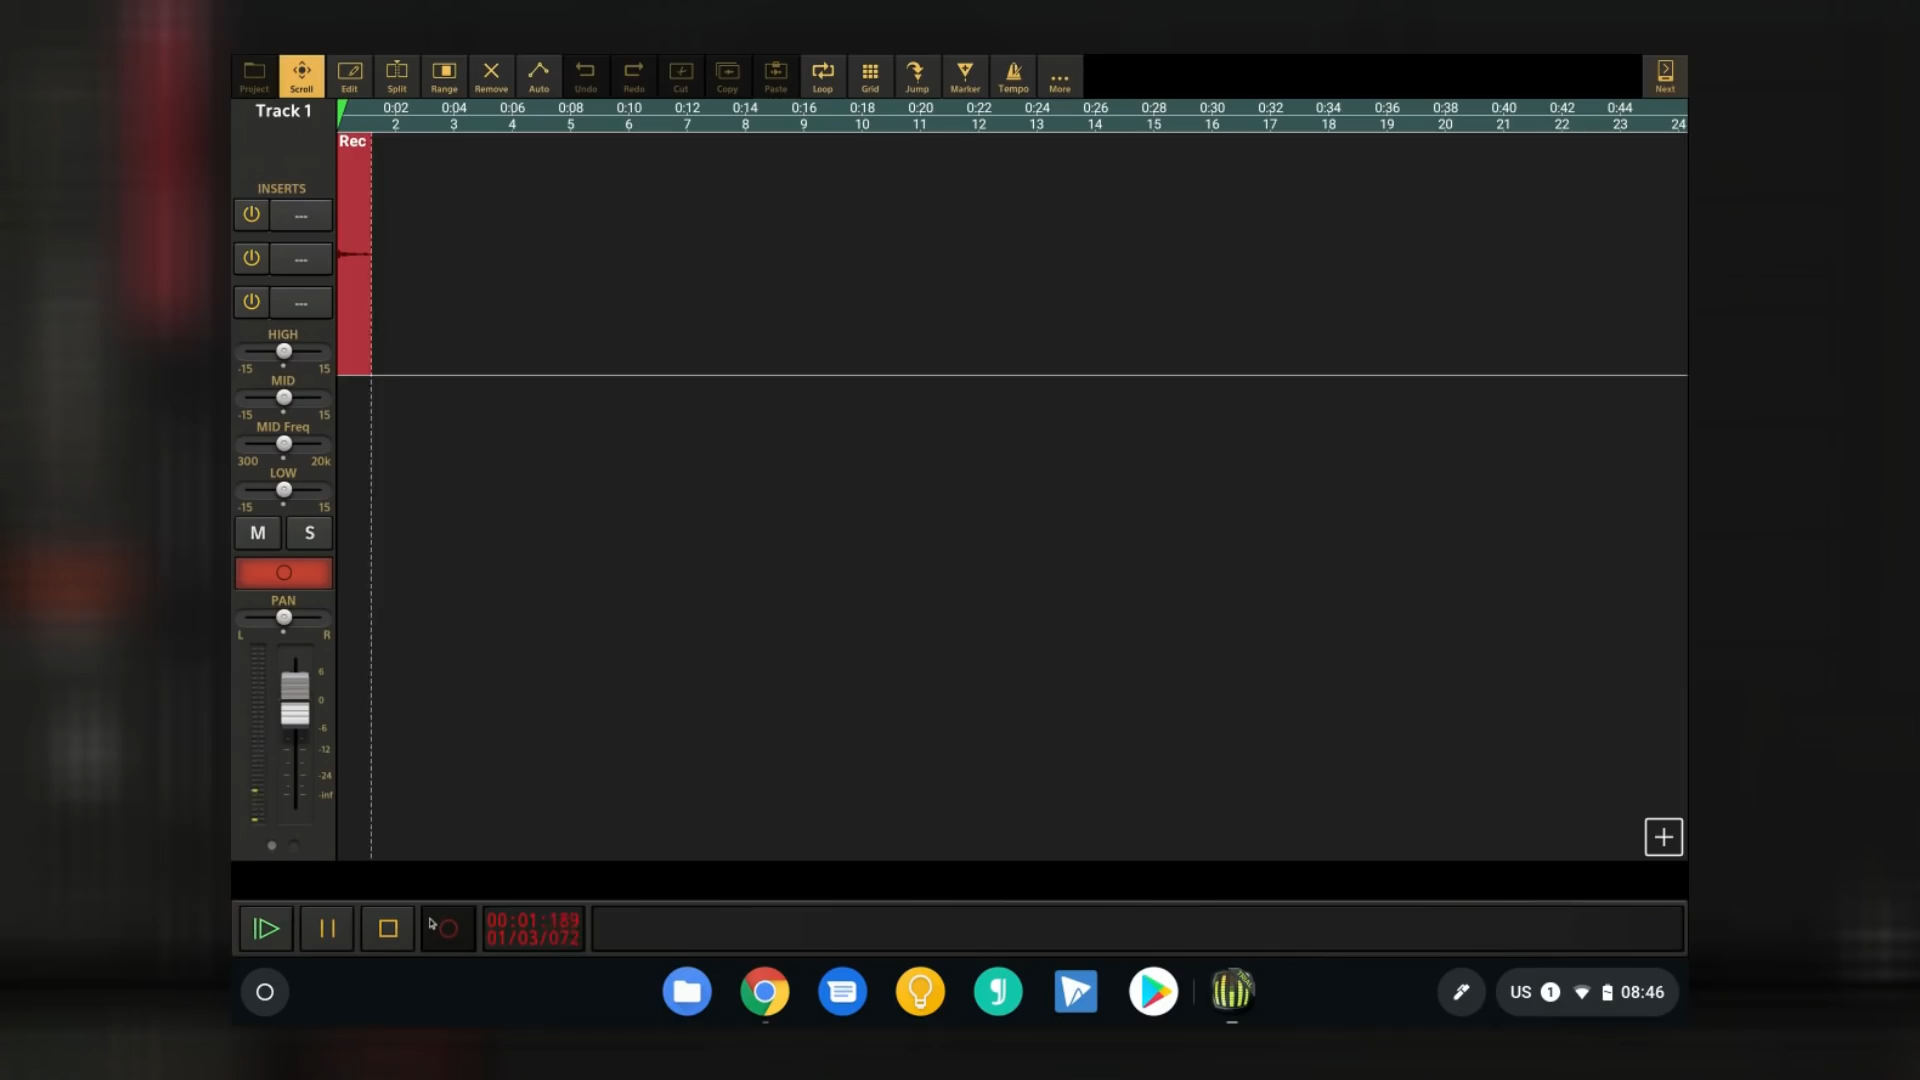 Project Scroll Edit Split Range Remove Auto Undo Redo Cut Copy Paste Loop Grid Jump Marker Tempo More Next
Track 1
0:02 0:04 0:06 0:08 0:10 0:12 0:14 0:16 0:18 0:20 0:22 0:24 0:26 0:28 0:30 0:32 0:34 0:36 0:38 0:40 0:42 0:44
2 3 4 5 6 7 8 9 10 11 12 13 14 15 16 17 18 19 20 21 22 23 24
Rec
INSERTS
---
---
---
HIGH
-15 15
MID
-15 15
MID Freq
300 20k
LOW
-15 15
M S
PAN
L R
6
0
-6
-12
-24
-inf
00:01:189
01/03/072
US 1 08:46